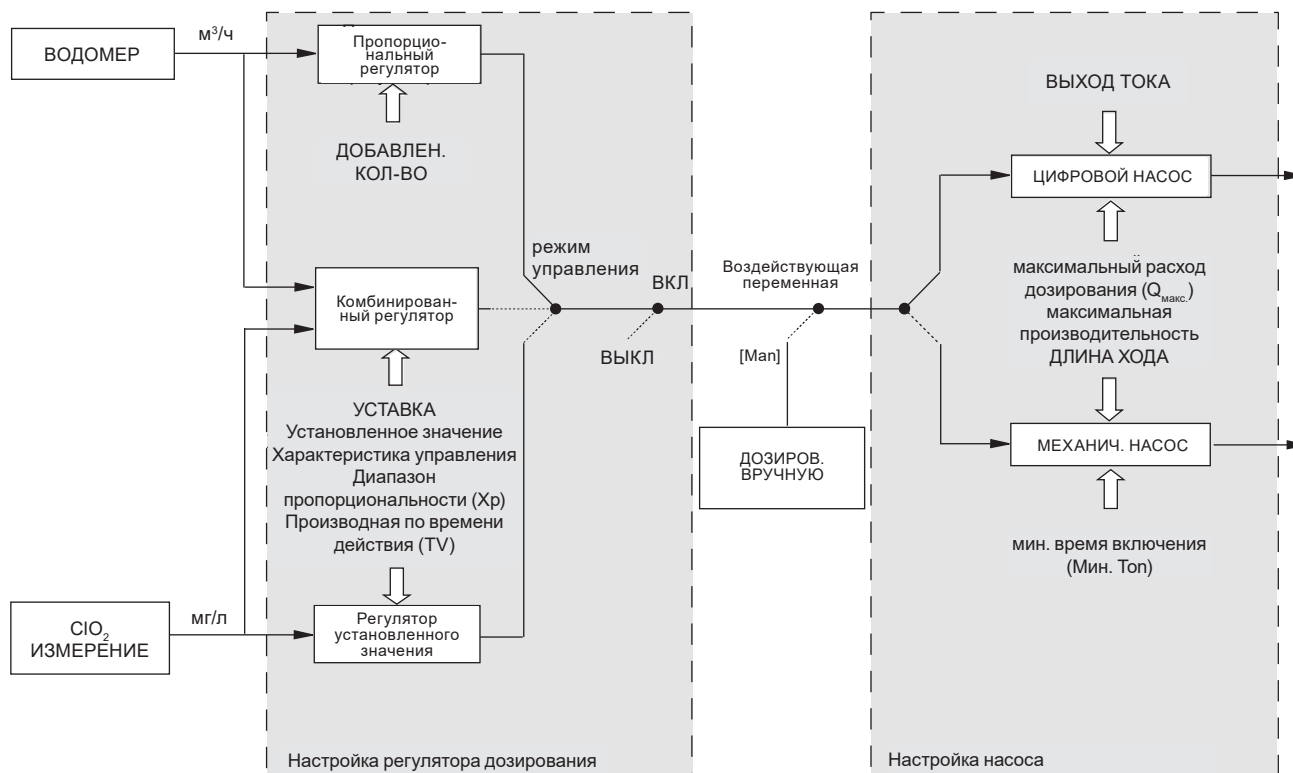 ВОДОМЕР
м³/ч
Пропорцио-
нальный
регулятор
ДОБАВЛЕН.
КОЛ-ВО
Комбинирован-
ный регулятор
УСТАВКА
Установленное значение
Характеристика управления
Диапазон
пропорциональности (Xp)
Производная по времени
действия (TV)
ClO₂
ИЗМЕРЕНИЕ
мг/л
Регулятор
установленного
значения
Настройка регулятора дозирования
режим
управления
ВКЛ
ВЫКЛ
Воздействующая
переменная
[Man]
ДОЗИРОВ.
ВРУЧНУЮ
ВЫХОД ТОКА
ЦИФРОВОЙ НАСОС
максимальный расход
дозирования (Qмакс.)
максимальная
производительность
ДЛИНА ХОДА
МЕХАНИЧ. НАСОС
мин. время включения
(Мин. Ton)
Настройка насоса